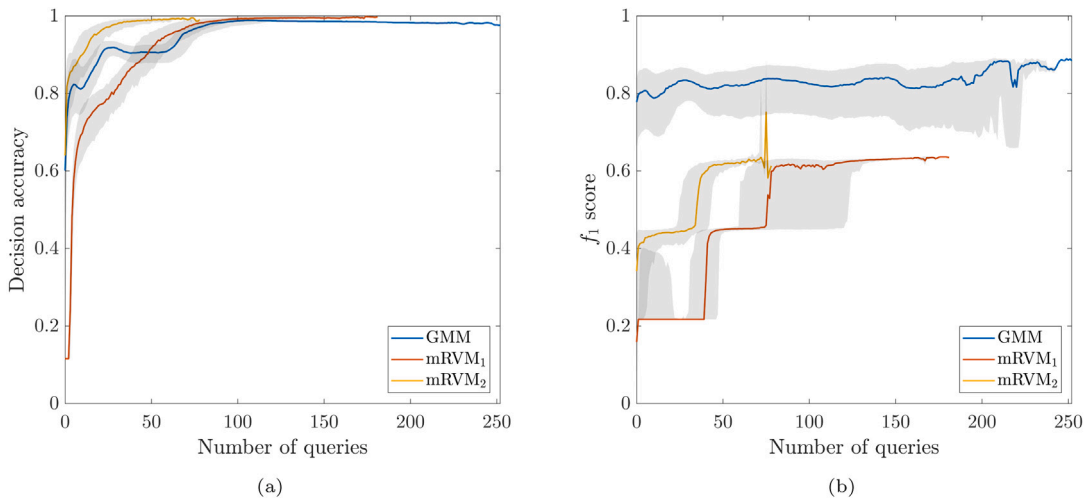 1
0.8
0.6
0.4
0.2
0
Decision accuracy
0 50 100 150 200 250
Number of queries
GMM
mRVM₁
mRVM₂
(a)
1
0.8
0.6
0.4
0.2
0
f₁ score
0 50 100 150 200 250
Number of queries
GMM
mRVM₁
mRVM₂
(b)